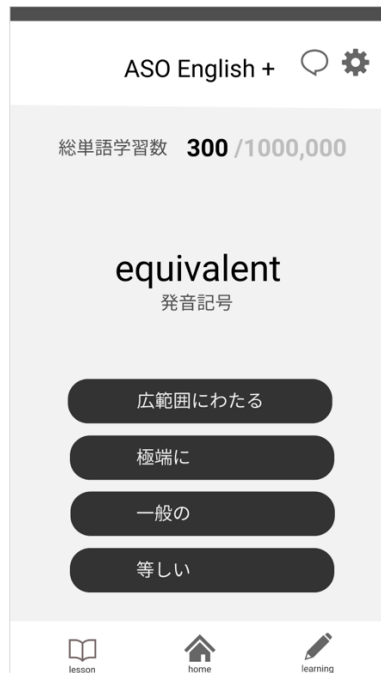 ASO English +
総単語学習数 300 /1000,000
equivalent
発音記号
広範囲にわたる
極端に
一般の
等しい
lesson home learning